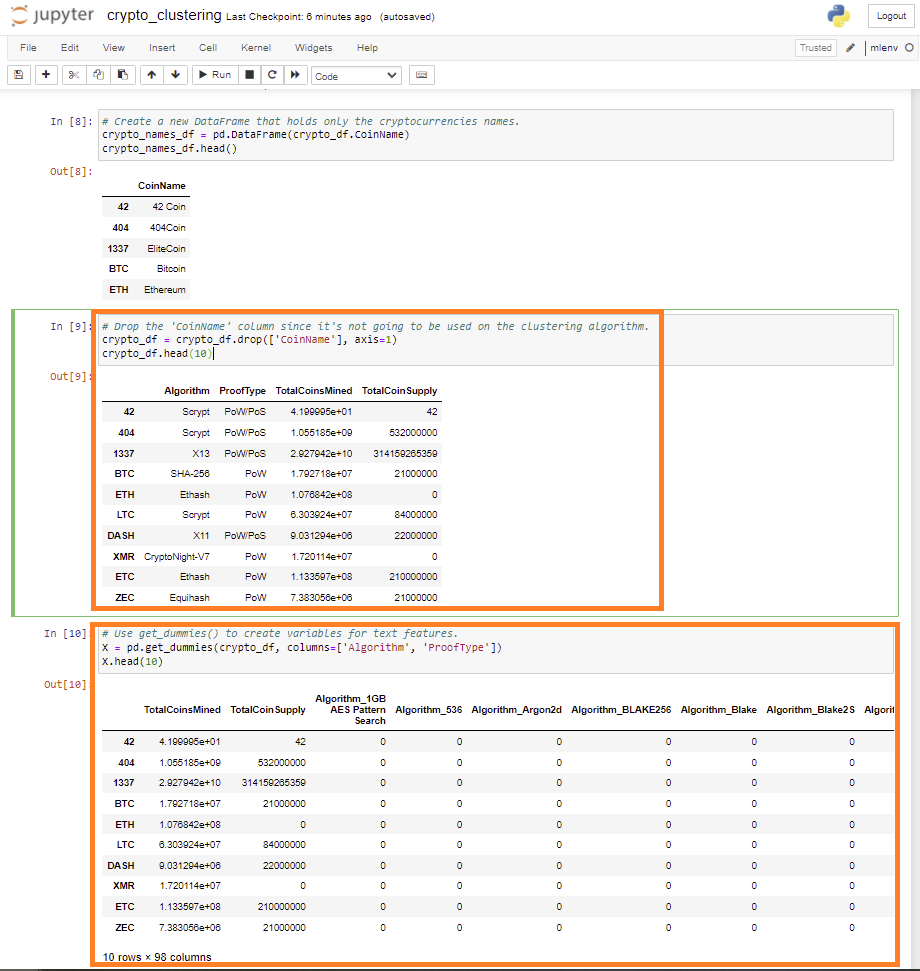 jupyter crypto_clustering Last Checkpoint: 6 minutes ago (autosaved) Logout
File Edit View Insert Cell Kernel Widgets Help Trusted mlenv
Run Code
In [8]: # Create a new DataFrame that holds only the cryptocurrencies names.
crypto_names_df = pd.DataFrame(crypto_df.CoinName)
crypto_names_df.head()
Out[8]:
CoinName
42 42 Coin
404 404Coin
1337 EliteCoin
BTC Bitcoin
ETH Ethereum
In [9]: # Drop the 'CoinName' column since it's not going to be used on the clustering algorithm.
crypto_df = crypto_df.drop(['CoinName'], axis=1)
crypto_df.head(10)
Out[9]:
Algorithm ProofType TotalCoinsMined TotalCoinSupply
42 Scrypt PoW/PoS 4.199995e+01 42
404 Scrypt PoW/PoS 1.055185e+09 532000000
1337 X13 PoW/PoS 2.927942e+10 314159265359
BTC SHA-256 PoW 1.792718e+07 21000000
ETH Ethash PoW 1.076842e+08 0
LTC Scrypt PoW 6.303924e+07 84000000
DASH X11 PoW/PoS 9.031294e+06 22000000
XMR CryptoNight-V7 PoW 1.720114e+07 0
ETC Ethash PoW 1.133597e+08 210000000
ZEC Equihash PoW 7.383056e+06 21000000
In [10]: # Use get_dummies() to create variables for text features.
X = pd.get_dummies(crypto_df, columns=['Algorithm', 'ProofType'])
X.head(10)
Out[10]:
Algorithm_1GB
TotalCoinsMined TotalCoinSupply AES Pattern Algorithm_536 Algorithm_Argon2d Algorithm_BLAKE256 Algorithm_Blake Algorithm_Blake2S Algorit
Search
42 4.199995e+01 42 0 0 0 0 0 0
404 1.055185e+09 532000000 0 0 0 0 0 0
1337 2.927942e+10 314159265359 0 0 0 0 0 0
BTC 1.792718e+07 21000000 0 0 0 0 0 0
ETH 1.076842e+08 0 0 0 0 0 0 0
LTC 6.303924e+07 84000000 0 0 0 0 0 0
DASH 9.031294e+06 22000000 0 0 0 0 0 0
XMR 1.720114e+07 0 0 0 0 0 0 0
ETC 1.133597e+08 210000000 0 0 0 0 0 0
ZEC 7.383056e+06 21000000 0 0 0 0 0 0
10 rows × 98 columns